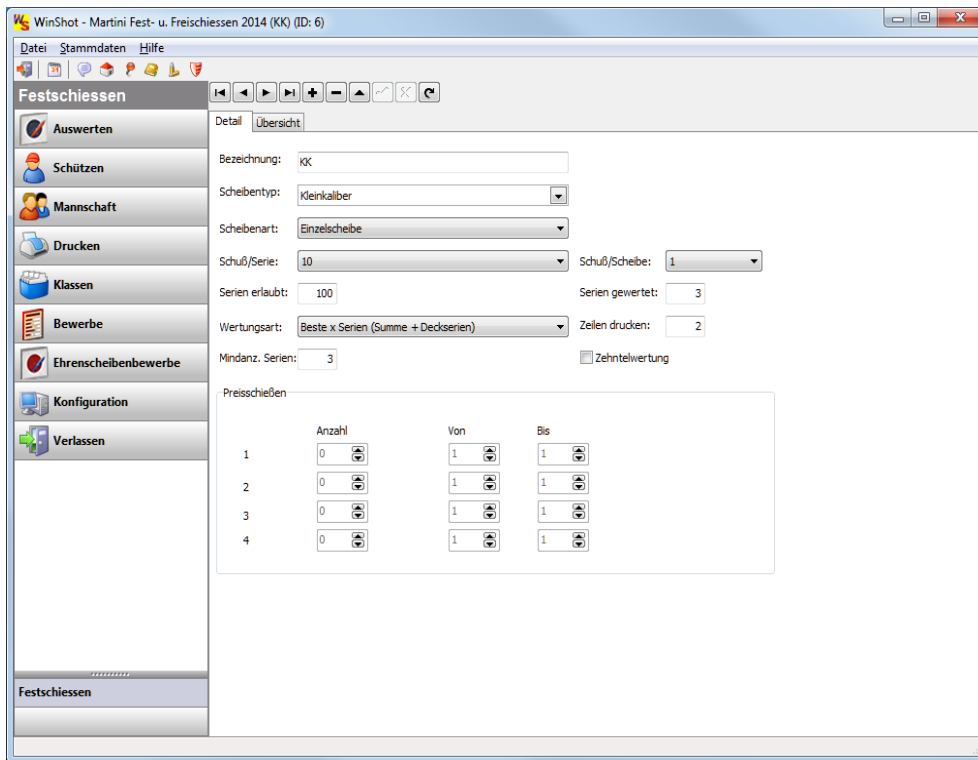 WinShot - Martini Fest- u. Freischiessen 2014 (KK) (ID: 6)
Datei Stammdaten Hilfe
Festschiessen
Auswerten
Schützen
Mannschaft
Drucken
Klassen
Bewerbe
Ehrenscheibenbewerbe
Konfiguration
Verlassen
Festschiessen
Detail Übersicht
Bezeichnung: KK
Scheibentyp: Kleinkaliber
Scheibenart: Einzelscheibe
Schuß/Serie: 10 Schuß/Scheibe: 1
Serien erlaubt: 100 Serien gewertet: 3
Wertungsart: Beste x Serien (Summe + Deckserien) Zeilen drucken: 2
Mindanz. Serien: 3 Zehntelwertung
Preisschießen
Anzahl Von Bis
1 0 1 1
2 0 1 1
3 0 1 1
4 0 1 1